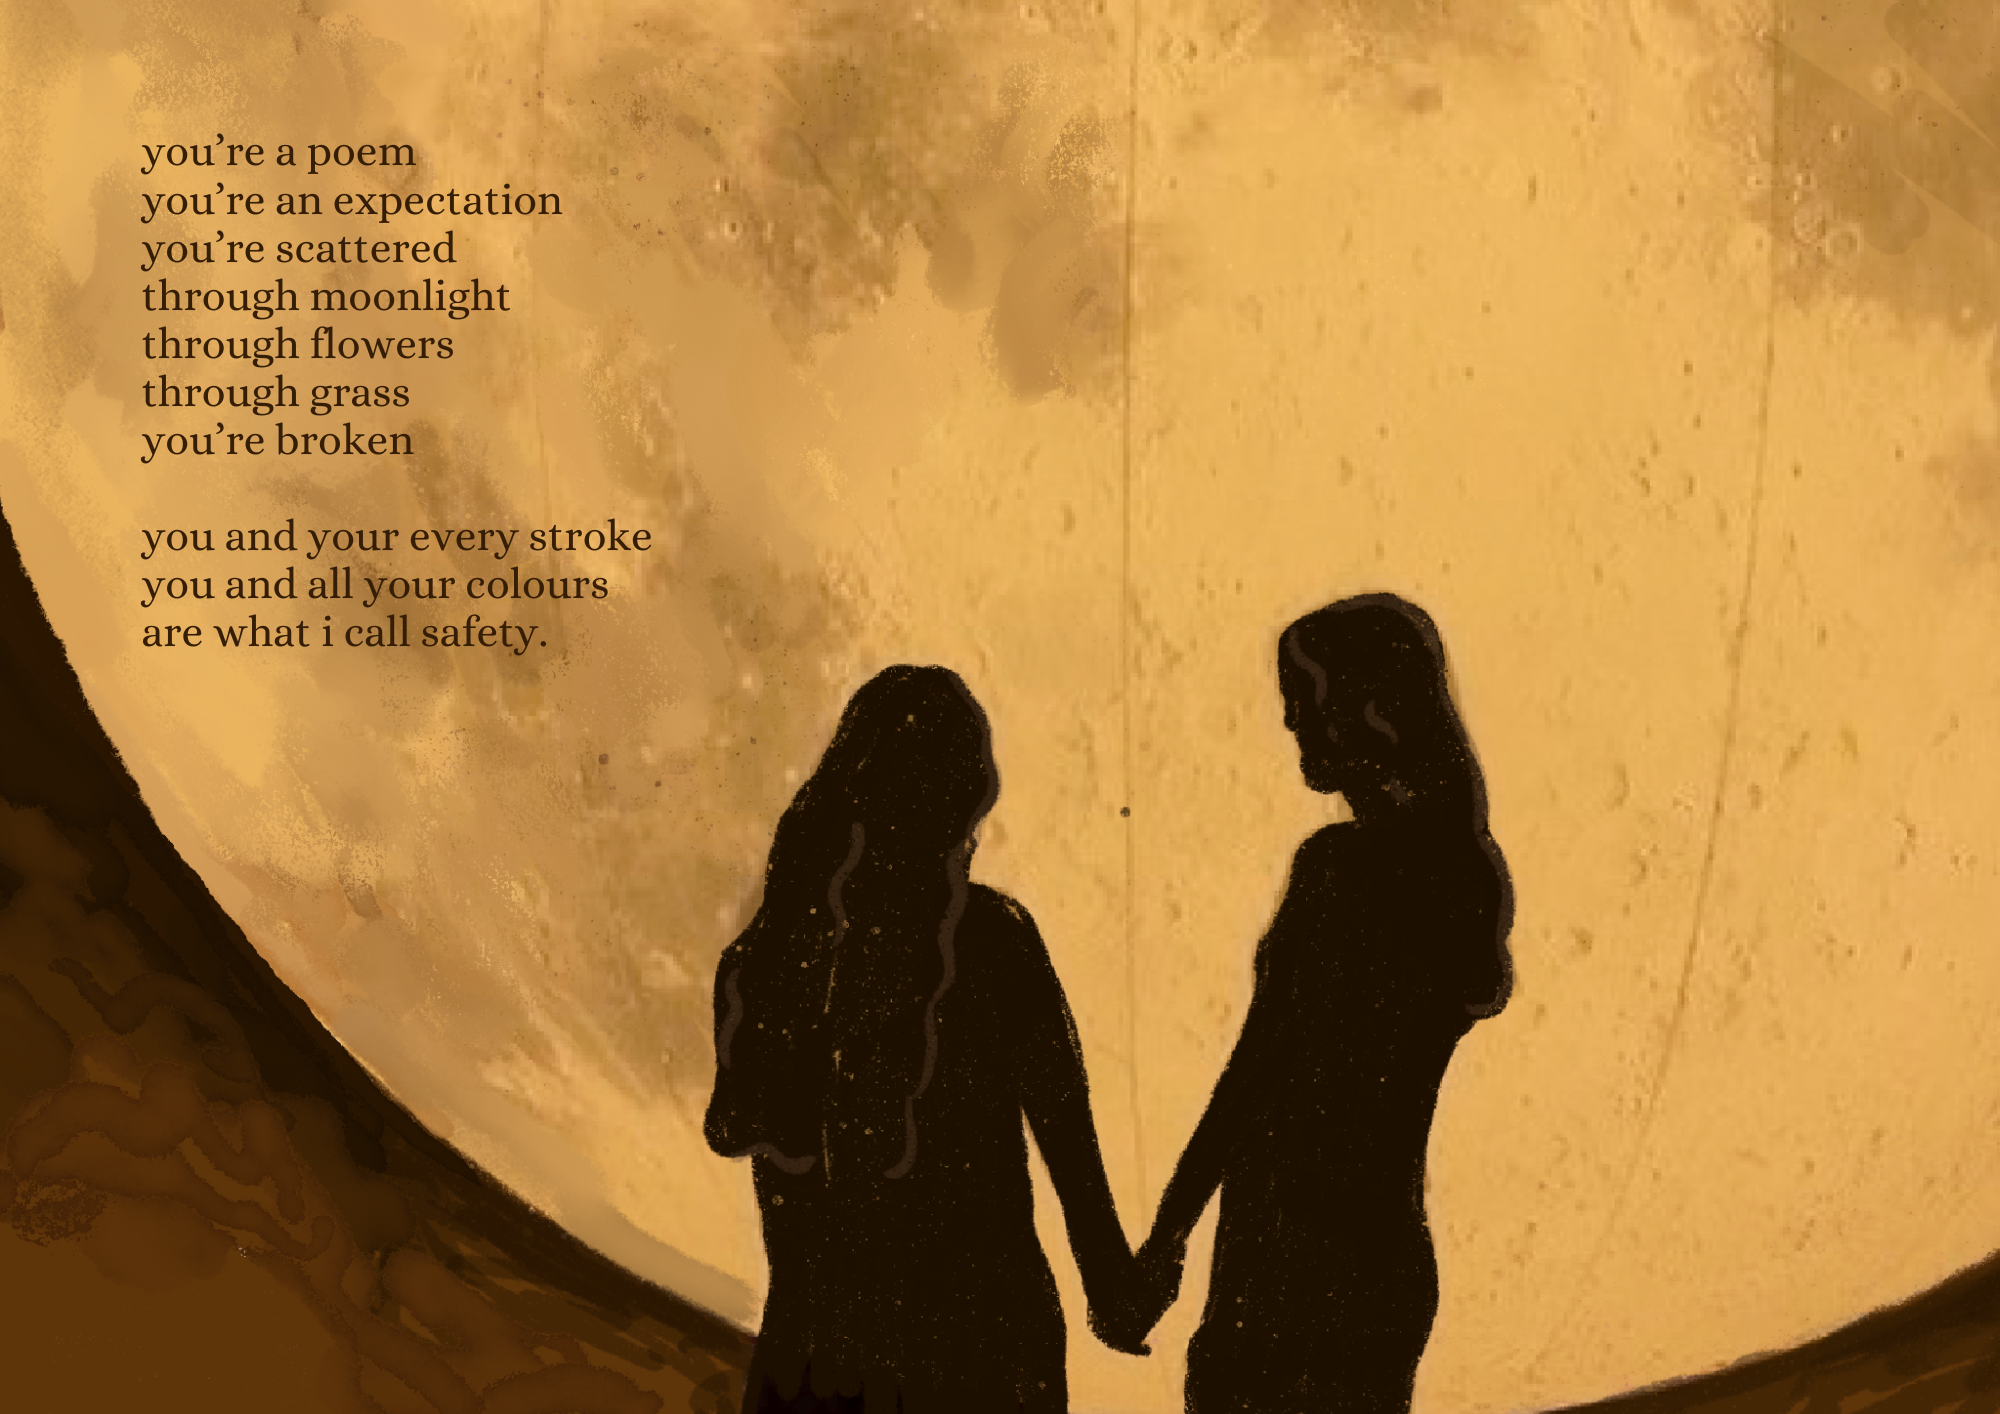 you’re a poem
you’re an expectation
you’re scattered
through moonlight
through flowers
through grass
you’re broken
you and your every stroke
you and all your colours
are what i call safety.